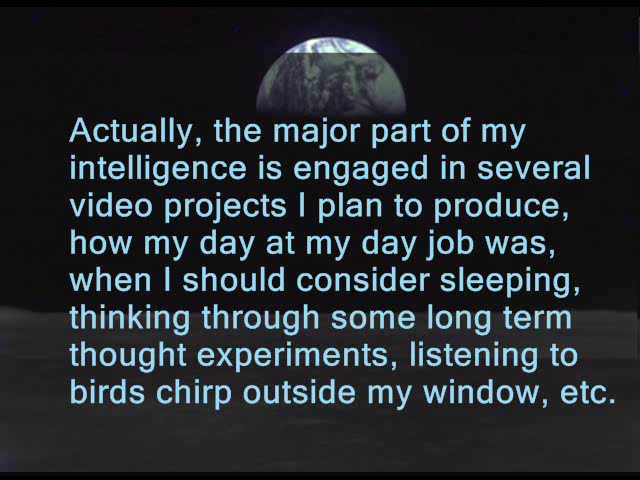 Actually, the major part of my
intelligence is engaged in several
video projects I plan to produce,
how my day at my day job was,
when I should consider sleeping,
thinking through some long term
thought experiments, listening to
birds chirp outside my window, etc.